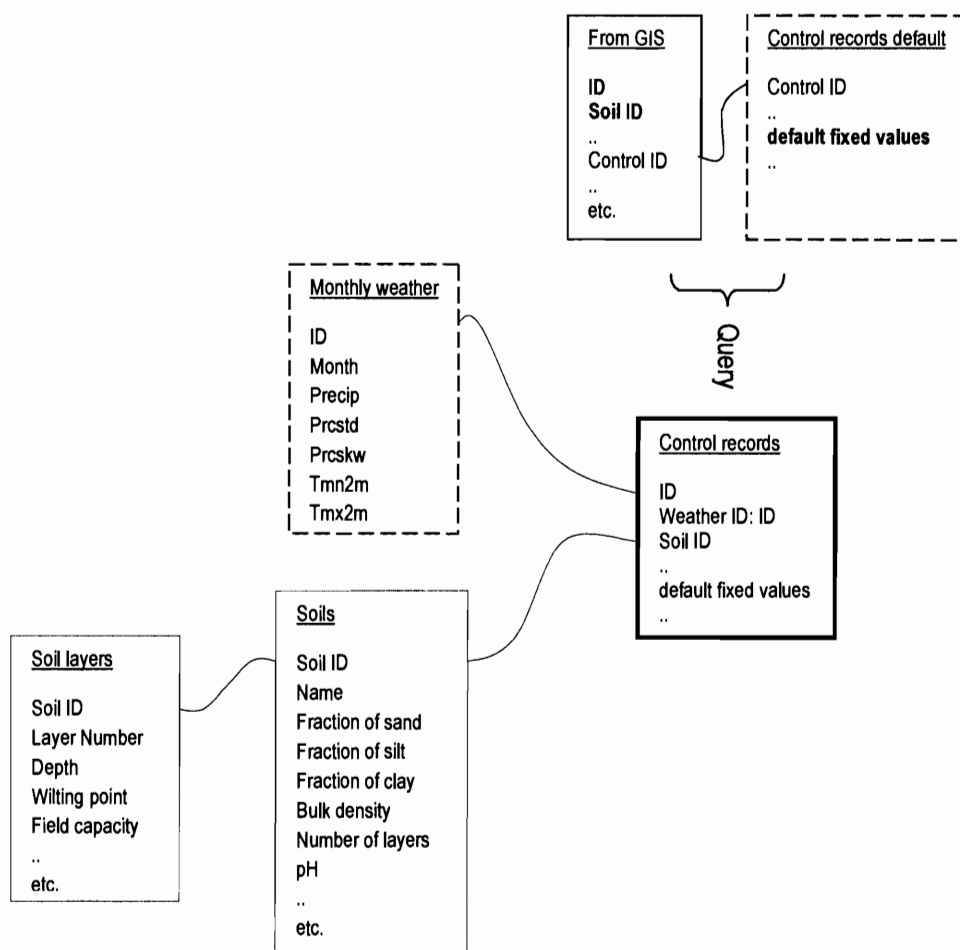 From GIS
ID
Soil ID
..
Control ID
..
etc.
Control records default
Control ID
..
default fixed values
..
Query
Monthly weather
ID
Month
Precip
Prcstd
Prcskw
Tmn2m
Tmx2m
Control records
ID
Weather ID: ID
Soil ID
..
default fixed values
..
Soils
Soil ID
Name
Fraction of sand
Fraction of silt
Fraction of clay
Bulk density
Number of layers
pH
..
etc.
Soil layers
Soil ID
Layer Number
Depth
Wilting point
Field capacity
..
etc.